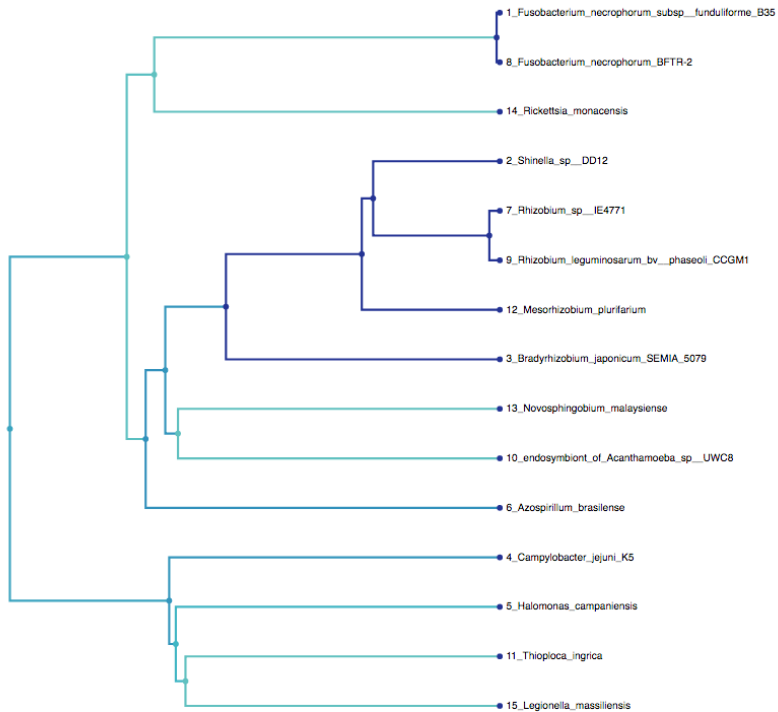 1_Fusobacterium_necrophorum_subsp__funduliforme_B35
8_Fusobacterium_necrophorum_BFTR-2
14_Rickettsia_monacensis
2_Shinella_sp__DD12
7_Rhizobium_sp__IE4771
9_Rhizobium_leguminosarum_bv__phaseoli_CCGM1
12_Mesorhizobium_plurifarium
3_Bradyrhizobium_japonicum_SEMIA_5079
13_Novosphingobium_malaysiense
10_endosymbiont_of_Acanthamoeba_sp__UWC8
6_Azospirillum_brasilense
4_Campylobacter_jejuni_K5
5_Halomonas_campaniensis
11_Thioploca_ingrica
15_Legionella_massiliensis